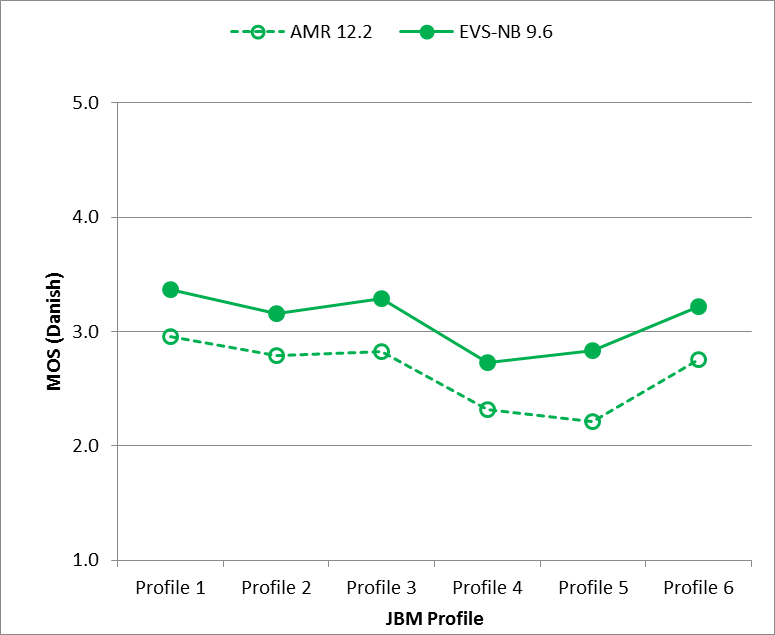 AMR 12.2 EVS-NB 9.6
5.0
4.0
3.0
2.0
1.0
MOS (Danish)
Profile 1 Profile 2 Profile 3 Profile 4 Profile 5 Profile 6
JBM Profile